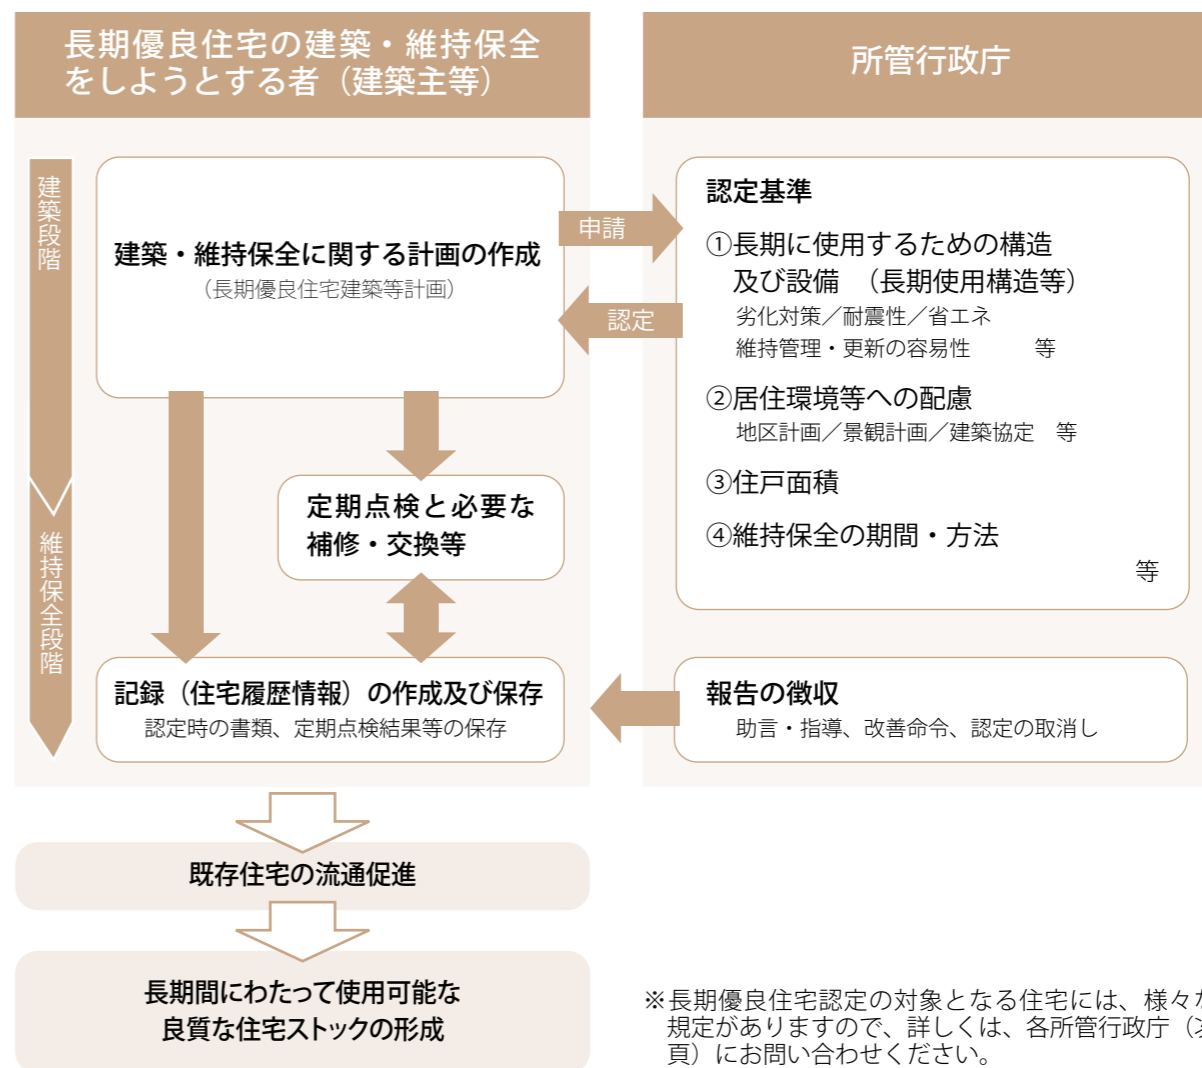 長期優良住宅の建築・維持保全
をしようとする者（建築主等）
所管行政庁
建築段階
維持保全段階
建築・維持保全に関する計画の作成
（長期優良住宅建築等計画）
申請
認定
認定基準
①長期に使用するための構造
及び設備　（長期使用構造等）
劣化対策／耐震性／省エネ
維持管理・更新の容易性　　　等
②居住環境等への配慮
地区計画／景観計画／建築協定　等
③住戸面積
④維持保全の期間・方法
等
定期点検と必要な
補修・交換等
記録（住宅履歴情報）の作成及び保存
認定時の書類、定期点検結果等の保存
報告の徴収
助言・指導、改善命令、認定の取消し
既存住宅の流通促進
長期間にわたって使用可能な
良質な住宅ストックの形成
※長期優良住宅認定の対象となる住宅には、様々な
規定がありますので、詳しくは、各所管行政庁（
頁）にお問い合わせください。